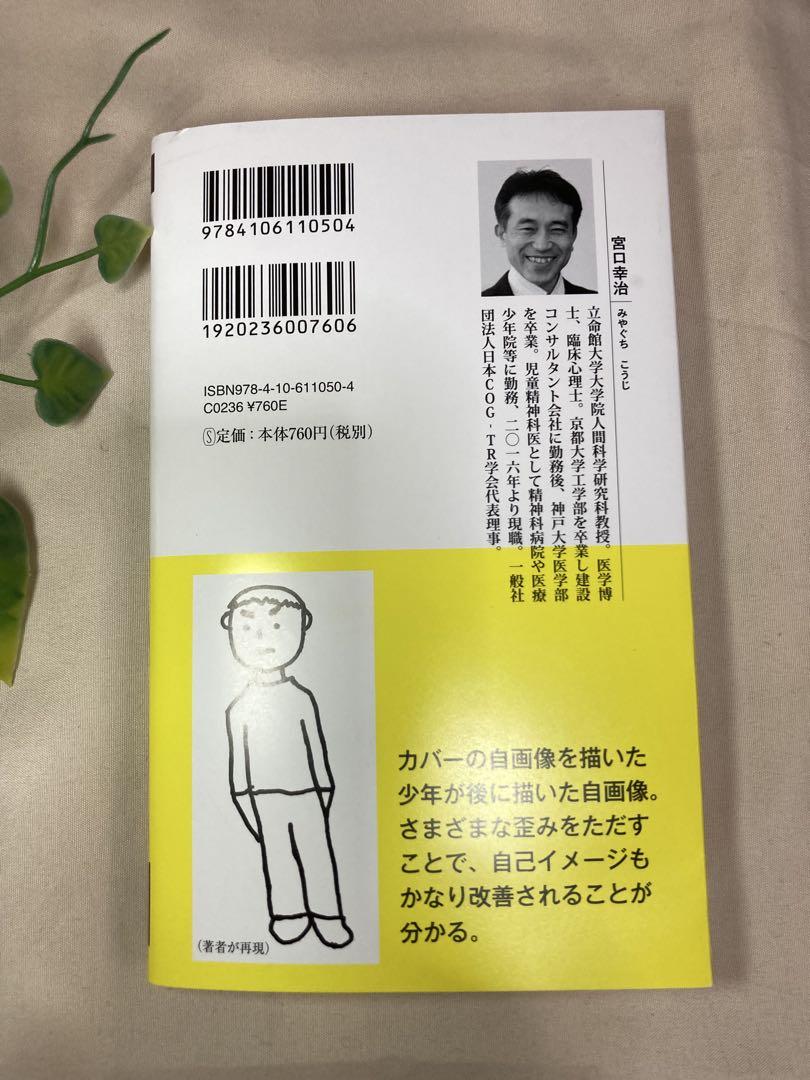 9784106110504
1920236007606
ISBN978-4-10-611050-4
C0236 ¥760E
Ⓢ定価：本体760円(税別)
宮口幸治 みやぐち こうじ
立命館大学大学院人間科学研究科教授。医学博
士、臨床心理士。京都大学工学部を卒業し建設
コンサルタント会社に勤務後、神戸大学医学部
を卒業。児童精神科医として精神科病院や医療
少年院等に勤務、二〇一六年より現職。一般社
団法人日本COG-TR学会代表理事。
カバーの自画像を描いた
少年が後に描いた自画像。
さまざまな歪みをただす
ことで、自己イメージも
かなり改善されることが
分かる。
(著者が再現)